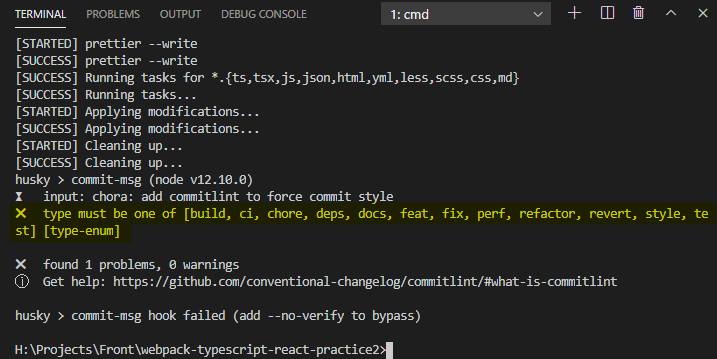 TERMINAL PROBLEMS OUTPUT DEBUG CONSOLE 1: cmd
[STARTED] prettier --write
[SUCCESS] prettier --write
[SUCCESS] Running tasks for *.{ts,tsx,js,json,html,yml,less,scss,css,md}
[SUCCESS] Running tasks...
[STARTED] Applying modifications...
[SUCCESS] Applying modifications...
[STARTED] Cleaning up...
[SUCCESS] Cleaning up...
husky > commit-msg (node v12.10.0)
⧗ input: chora: add commitlint to force commit style
✖ type must be one of [build, ci, chore, deps, docs, feat, fix, perf, refactor, revert, style, te
st] [type-enum]
✖ found 1 problems, 0 warnings
ⓘ Get help: https://github.com/conventional-changelog/commitlint/#what-is-commitlint
husky > commit-msg hook failed (add --no-verify to bypass)
H:\Projects\Front\webpack-typescript-react-practice2>